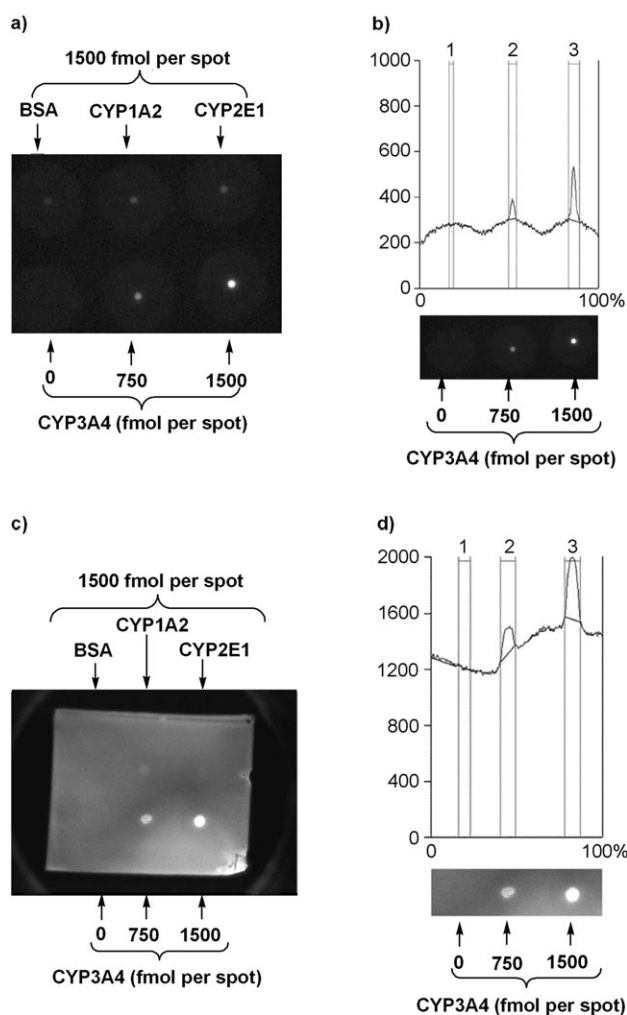 a)
1500 fmol per spot
BSA CYP1A2 CYP2E1
0 750 1500
CYP3A4 (fmol per spot)
b)
1 2 3
1000
800
600
400
200
0
0 100%
0 750 1500
CYP3A4 (fmol per spot)
c)
1500 fmol per spot
CYP1A2
BSA CYP2E1
0 750 1500
CYP3A4 (fmol per spot)
d)
1 2 3
2000
1600
1200
800
400
0
0 100%
0 750 1500
CYP3A4 (fmol per spot)